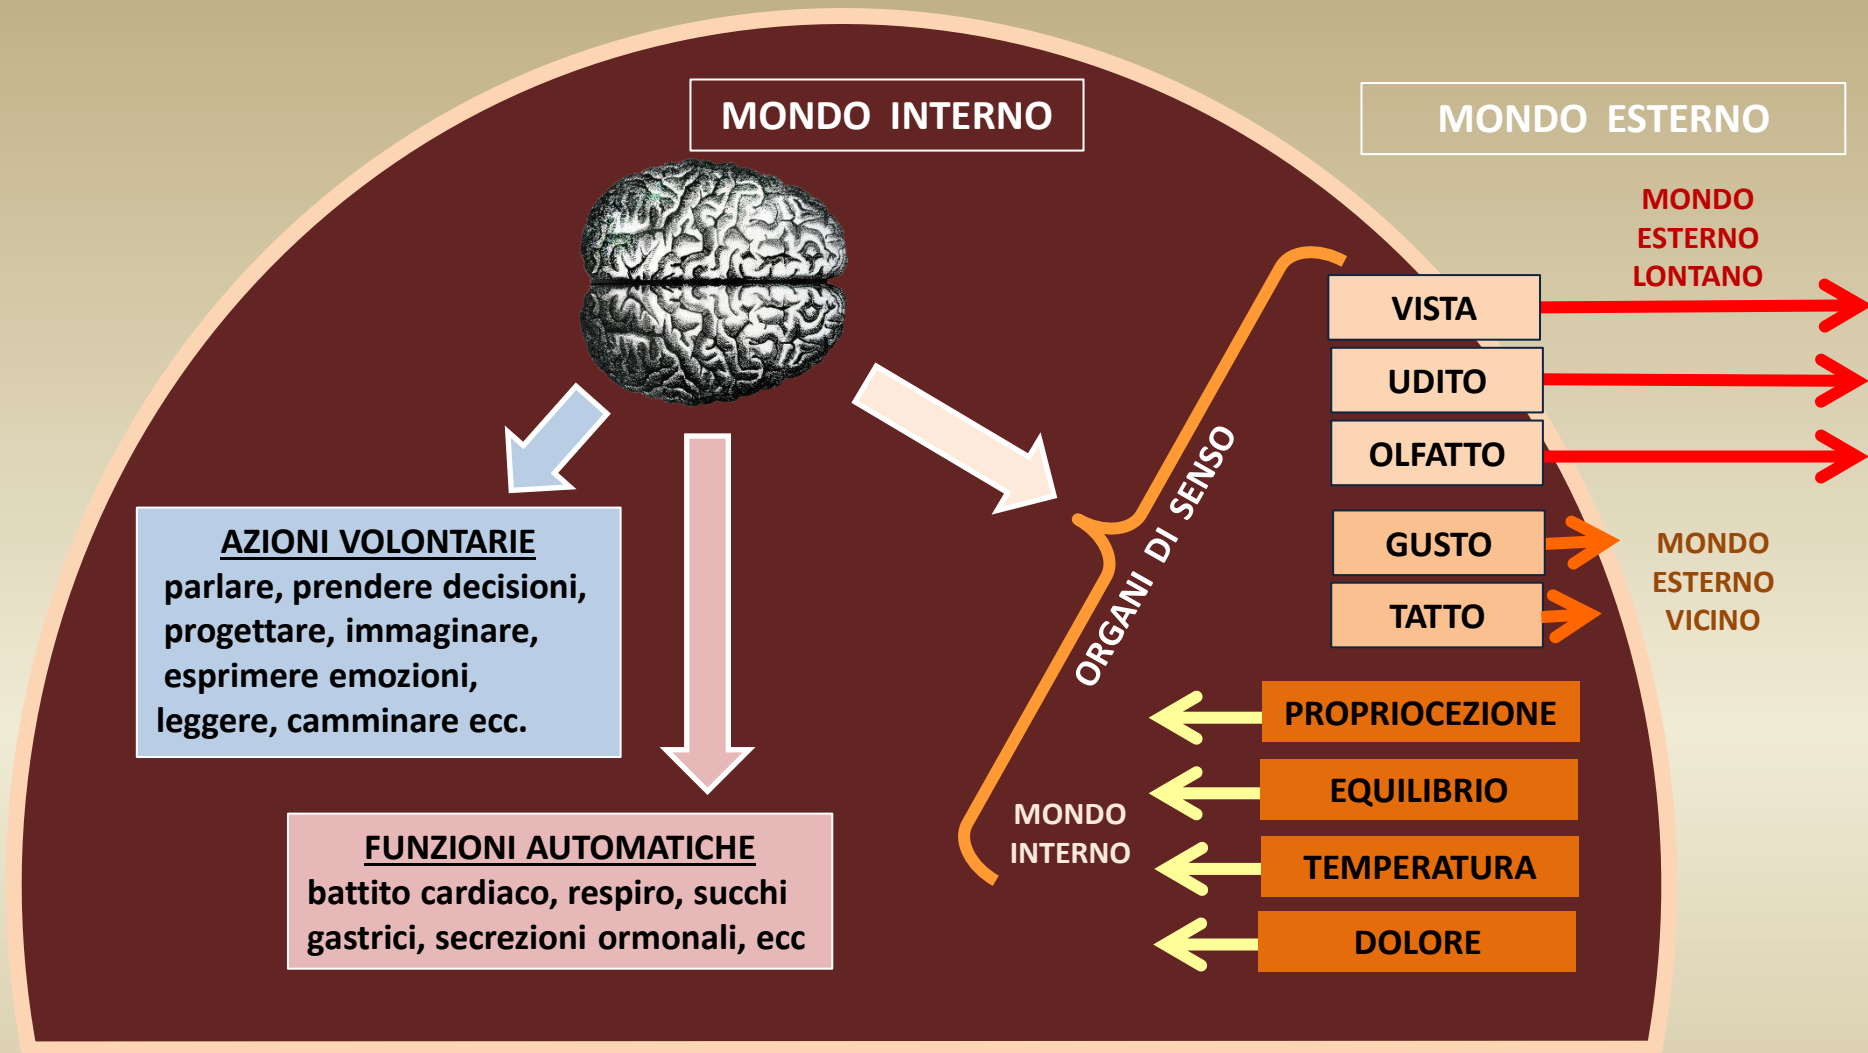 MONDO INTERNO
MONDO ESTERNO
MONDO
ESTERNO
LONTANO
VISTA
UDITO
OLFATTO
GUSTO
TATTO
MONDO
ESTERNO
VICINO
ORGANI DI SENSO
AZIONI VOLONTARIE
parlare, prendere decisioni,
progettare, immaginare,
esprimere emozioni,
leggere, camminare ecc.
PROPRIOCEZIONE
EQUILIBRIO
TEMPERATURA
DOLORE
MONDO
INTERNO
FUNZIONI AUTOMATICHE
battito cardiaco, respiro, succhi
gastrici, secrezioni ormonali, ecc